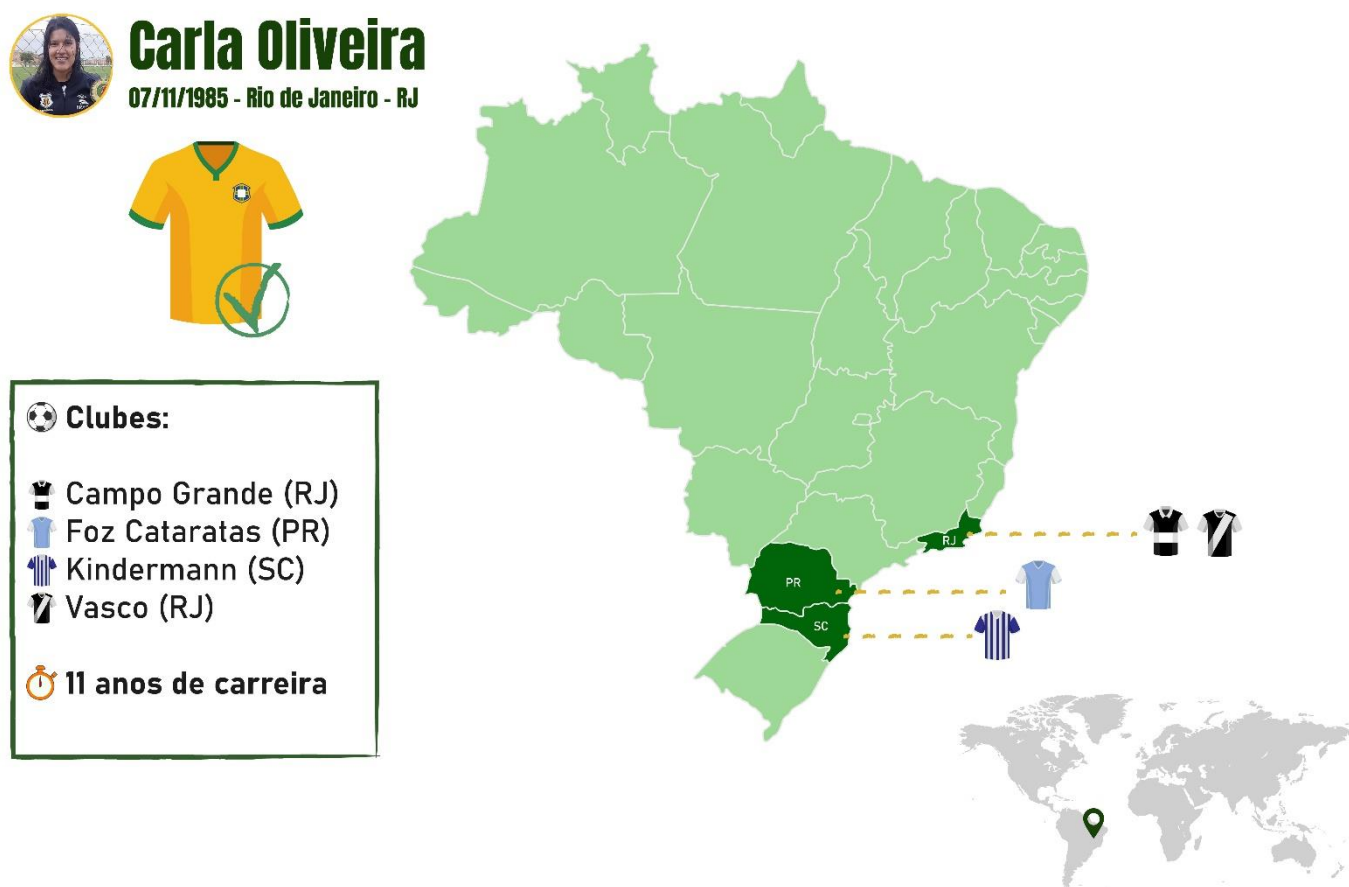 Carla Oliveira
07/11/1985 - Rio de Janeiro - RJ
Clubes:
Campo Grande (RJ)
Foz Cataratas (PR)
Kindermann (SC)
Vasco (RJ)
11 anos de carreira
RJ
PR
SC